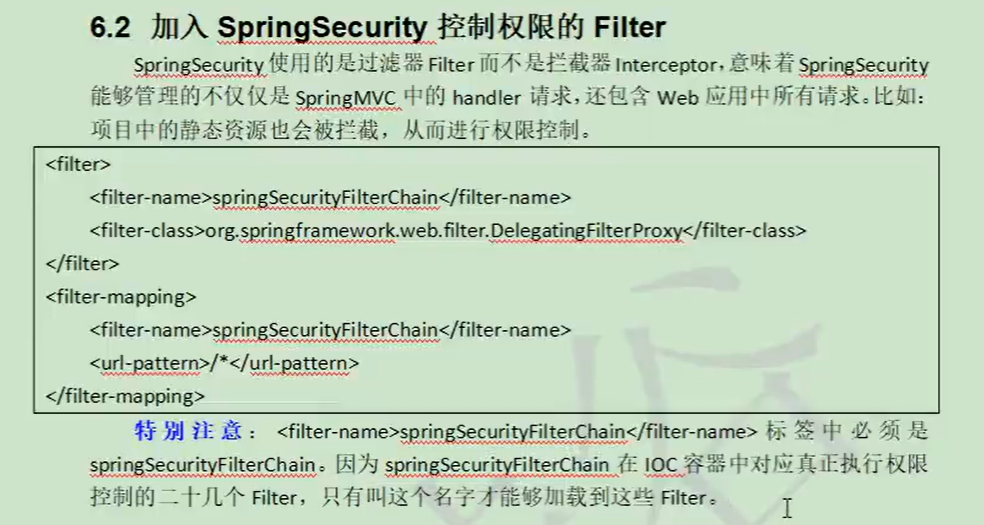 6.2 加入 SpringSecurity 控制权限的 Filter
SpringSecurity 使用的是过滤器 Filter 而不是拦截器 Interceptor，意味着 SpringSecurity
能够管理的不仅仅是 SpringMVC 中的 handler 请求，还包含 Web 应用中所有请求。比如：
项目中的静态资源也会被拦截，从而进行权限控制。
<filter>
<filter-name>springSecurityFilterChain</filter-name>
<filter-class>org.springframework.web.filter.DelegatingFilterProxy</filter-class>
</filter>
<filter-mapping>
<filter-name>springSecurityFilterChain</filter-name>
<url-pattern>/*</url-pattern>
</filter-mapping>
特别注意：<filter-name>springSecurityFilterChain</filter-name>标签中必须是
springSecurityFilterChain。因为 springSecurityFilterChain 在 IOC 容器中对应真正执行权限
控制的二十几个 Filter，只有叫这个名字才能够加载到这些 Filter。